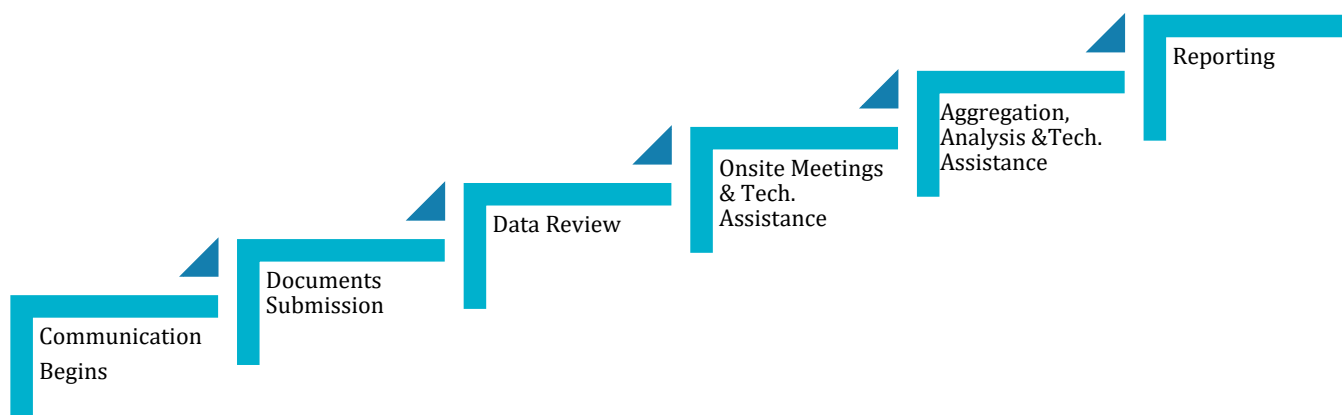 Communication
Begins
Documents
Submission
Data Review
Onsite Meetings
& Tech.
Assistance
Aggregation,
Analysis &Tech.
Assistance
Reporting